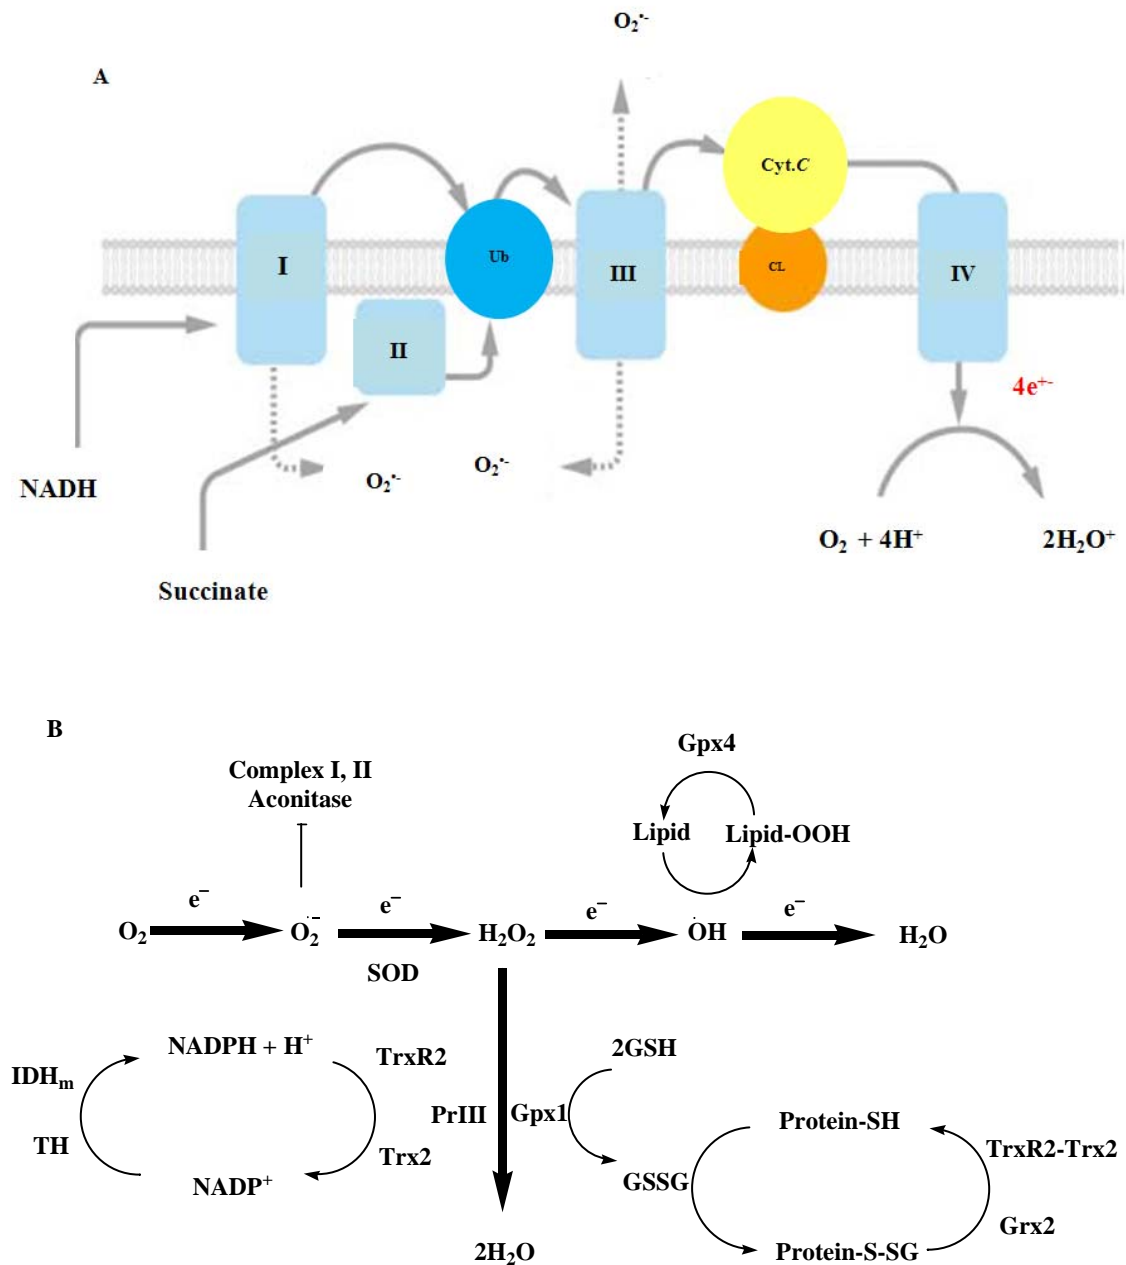 O₂·-
A
Cyt.C
I
Ub
III
CL
IV
II
4e⁺-
O₂·-
O₂·-
NADH
O₂ + 4H⁺
2H₂O⁺
Succinate
B
Gpx4
Complex I, II
Aconitase
Lipid
Lipid-OOH
e⁻
e⁻
e⁻
e⁻
O₂
O₂·⁻
H₂O₂
·OH
H₂O
SOD
NADPH + H⁺
TrxR2
2GSH
IDHₘ
PrIII
Gpx1
Protein-SH
TH
Trx2
TrxR2-Trx2
NADP⁺
GSSG
Grx2
2H₂O
Protein-S-SG